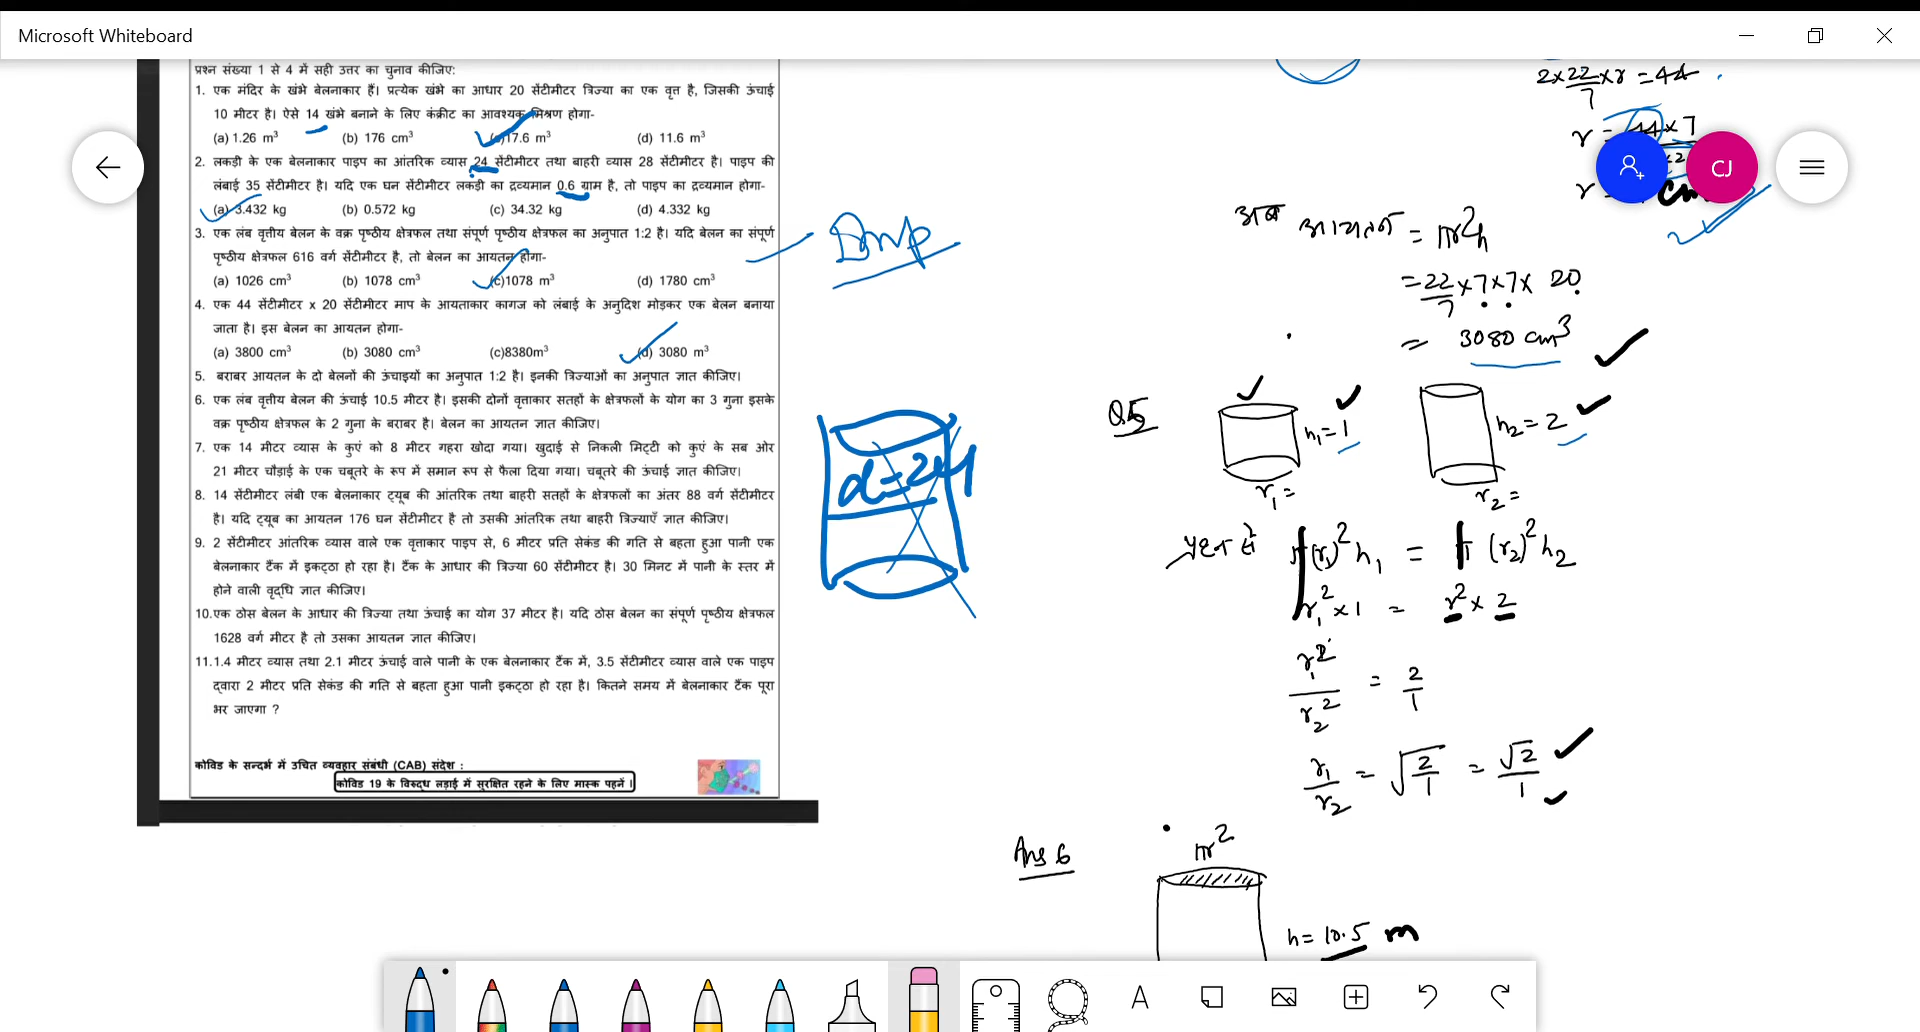 Microsoft Whiteboard
प्रश्न संख्या 1 से 4 में सही उत्तर का चुनाव कीजिए:
1. एक मंदिर के खंभे बेलनाकार हैं। प्रत्येक खंभे का आधार 20 सेंटीमीटर त्रिज्या का एक वृत्त है, जिसकी ऊंचाई
10 मीटर है। ऐसे 14 खंभे बनाने के लिए कंक्रीट का आवश्यक मिश्रण होगा-
(a) 1.26 m³ (b) 176 cm³ (c)17.6 m³ (d) 11.6 m³
2. लकड़ी के एक बेलनाकार पाइप का आंतरिक व्यास 24 सेंटीमीटर तथा बाहरी व्यास 28 सेंटीमीटर है। पाइप की
लंबाई 35 सेंटीमीटर है। यदि एक घन सेंटीमीटर लकड़ी का द्रव्यमान 0.6 ग्राम है, तो पाइप का द्रव्यमान होगा-
(a) 3.432 kg (b) 0.572 kg (c) 34.32 kg (d) 4.332 kg
3. एक लंब वृत्तीय बेलन के वक्र पृष्ठीय क्षेत्रफल तथा संपूर्ण पृष्ठीय क्षेत्रफल का अनुपात 1:2 है। यदि बेलन का संपूर्ण
पृष्ठीय क्षेत्रफल 616 वर्ग सेंटीमीटर है, तो बेलन का आयतन होगा-
(a) 1026 cm³ (b) 1078 cm³ (c)1078 m³ (d) 1780 cm³
4. एक 44 सेंटीमीटर x 20 सेंटीमीटर माप के आयताकार कागज को लंबाई के अनुदिश मोड़कर एक बेलन बनाया
जाता है। इस बेलन का आयतन होगा-
(a) 3800 cm³ (b) 3080 cm³ (c)8380m³ (d) 3080 m³
5. बराबर आयतन के दो बेलनों की ऊंचाइयों का अनुपात 1:2 है। इनकी त्रिज्याओं का अनुपात ज्ञात कीजिए।
6. एक लंब वृत्तीय बेलन की ऊंचाई 10.5 मीटर है। इसकी दोनों वृत्ताकार सतहों के क्षेत्रफलों के योग का 3 गुना इसके
वक्र पृष्ठीय क्षेत्रफल के 2 गुना के बराबर है। बेलन का आयतन ज्ञात कीजिए।
7. एक 14 मीटर व्यास के कुएं को 8 मीटर गहरा खोदा गया। खुदाई से निकली मिट्टी को कुएं के सब ओर
21 मीटर चौड़ाई के एक चबूतरे के रूप में समान रूप से फैला दिया गया। चबूतरे की ऊंचाई ज्ञात कीजिए।
8. 14 सेंटीमीटर लंबी एक बेलनाकार ट्यूब की आंतरिक तथा बाहरी सतहों के क्षेत्रफलों का अंतर 88 वर्ग सेंटीमीटर
है। यदि ट्यूब का आयतन 176 घन सेंटीमीटर है तो उसकी आंतरिक तथा बाहरी त्रिज्याएँ ज्ञात कीजिए।
9. 2 सेंटीमीटर आंतरिक व्यास वाले एक वृत्ताकार पाइप से, 6 मीटर प्रति सेकंड की गति से बहता हुआ पानी एक
बेलनाकार टैंक में इकट्ठा हो रहा है। टैंक के आधार की त्रिज्या 60 सेंटीमीटर है। 30 मिनट में पानी के स्तर में
होने वाली वृद्धि ज्ञात कीजिए।
10.एक ठोस बेलन के आधार की त्रिज्या तथा ऊंचाई का योग 37 मीटर है। यदि ठोस बेलन का संपूर्ण पृष्ठीय क्षेत्रफल
1628 वर्ग मीटर है तो उसका आयतन ज्ञात कीजिए।
11.1.4 मीटर व्यास तथा 2.1 मीटर ऊंचाई वाले पानी के एक बेलनाकार टैंक में, 3.5 सेंटीमीटर व्यास वाले एक पाइप
द्वारा 2 मीटर प्रति सेकंड की गति से बहता हुआ पानी इकट्ठा हो रहा है। कितने समय में बेलनाकार टैंक पूरा
भर जाएगा ?
कोविड के सन्दर्भ में उचित व्यवहार संबंधी (CAB) संदेश :
कोविड 19 के विरुद्ध लड़ाई में सुरक्षित रहने के लिए मास्क पहनें ।
d=24
2×22/7×r = 44
r = 44×7
CJ
r = cm
अब आयतन = πr²h
= 22/7×7×7× 20
= 3080 cm³
Q5
h₁=1
h₂=2
r₁=
r₂=
π(r₁)²h₁ = π(r₂)²h₂
r₁²×1 = r²×2
r₁²/r₂² = 2/1
r₁/r₂ = √2/1 = √2/1
Ans 6
πr²
h= 10.5 m
A